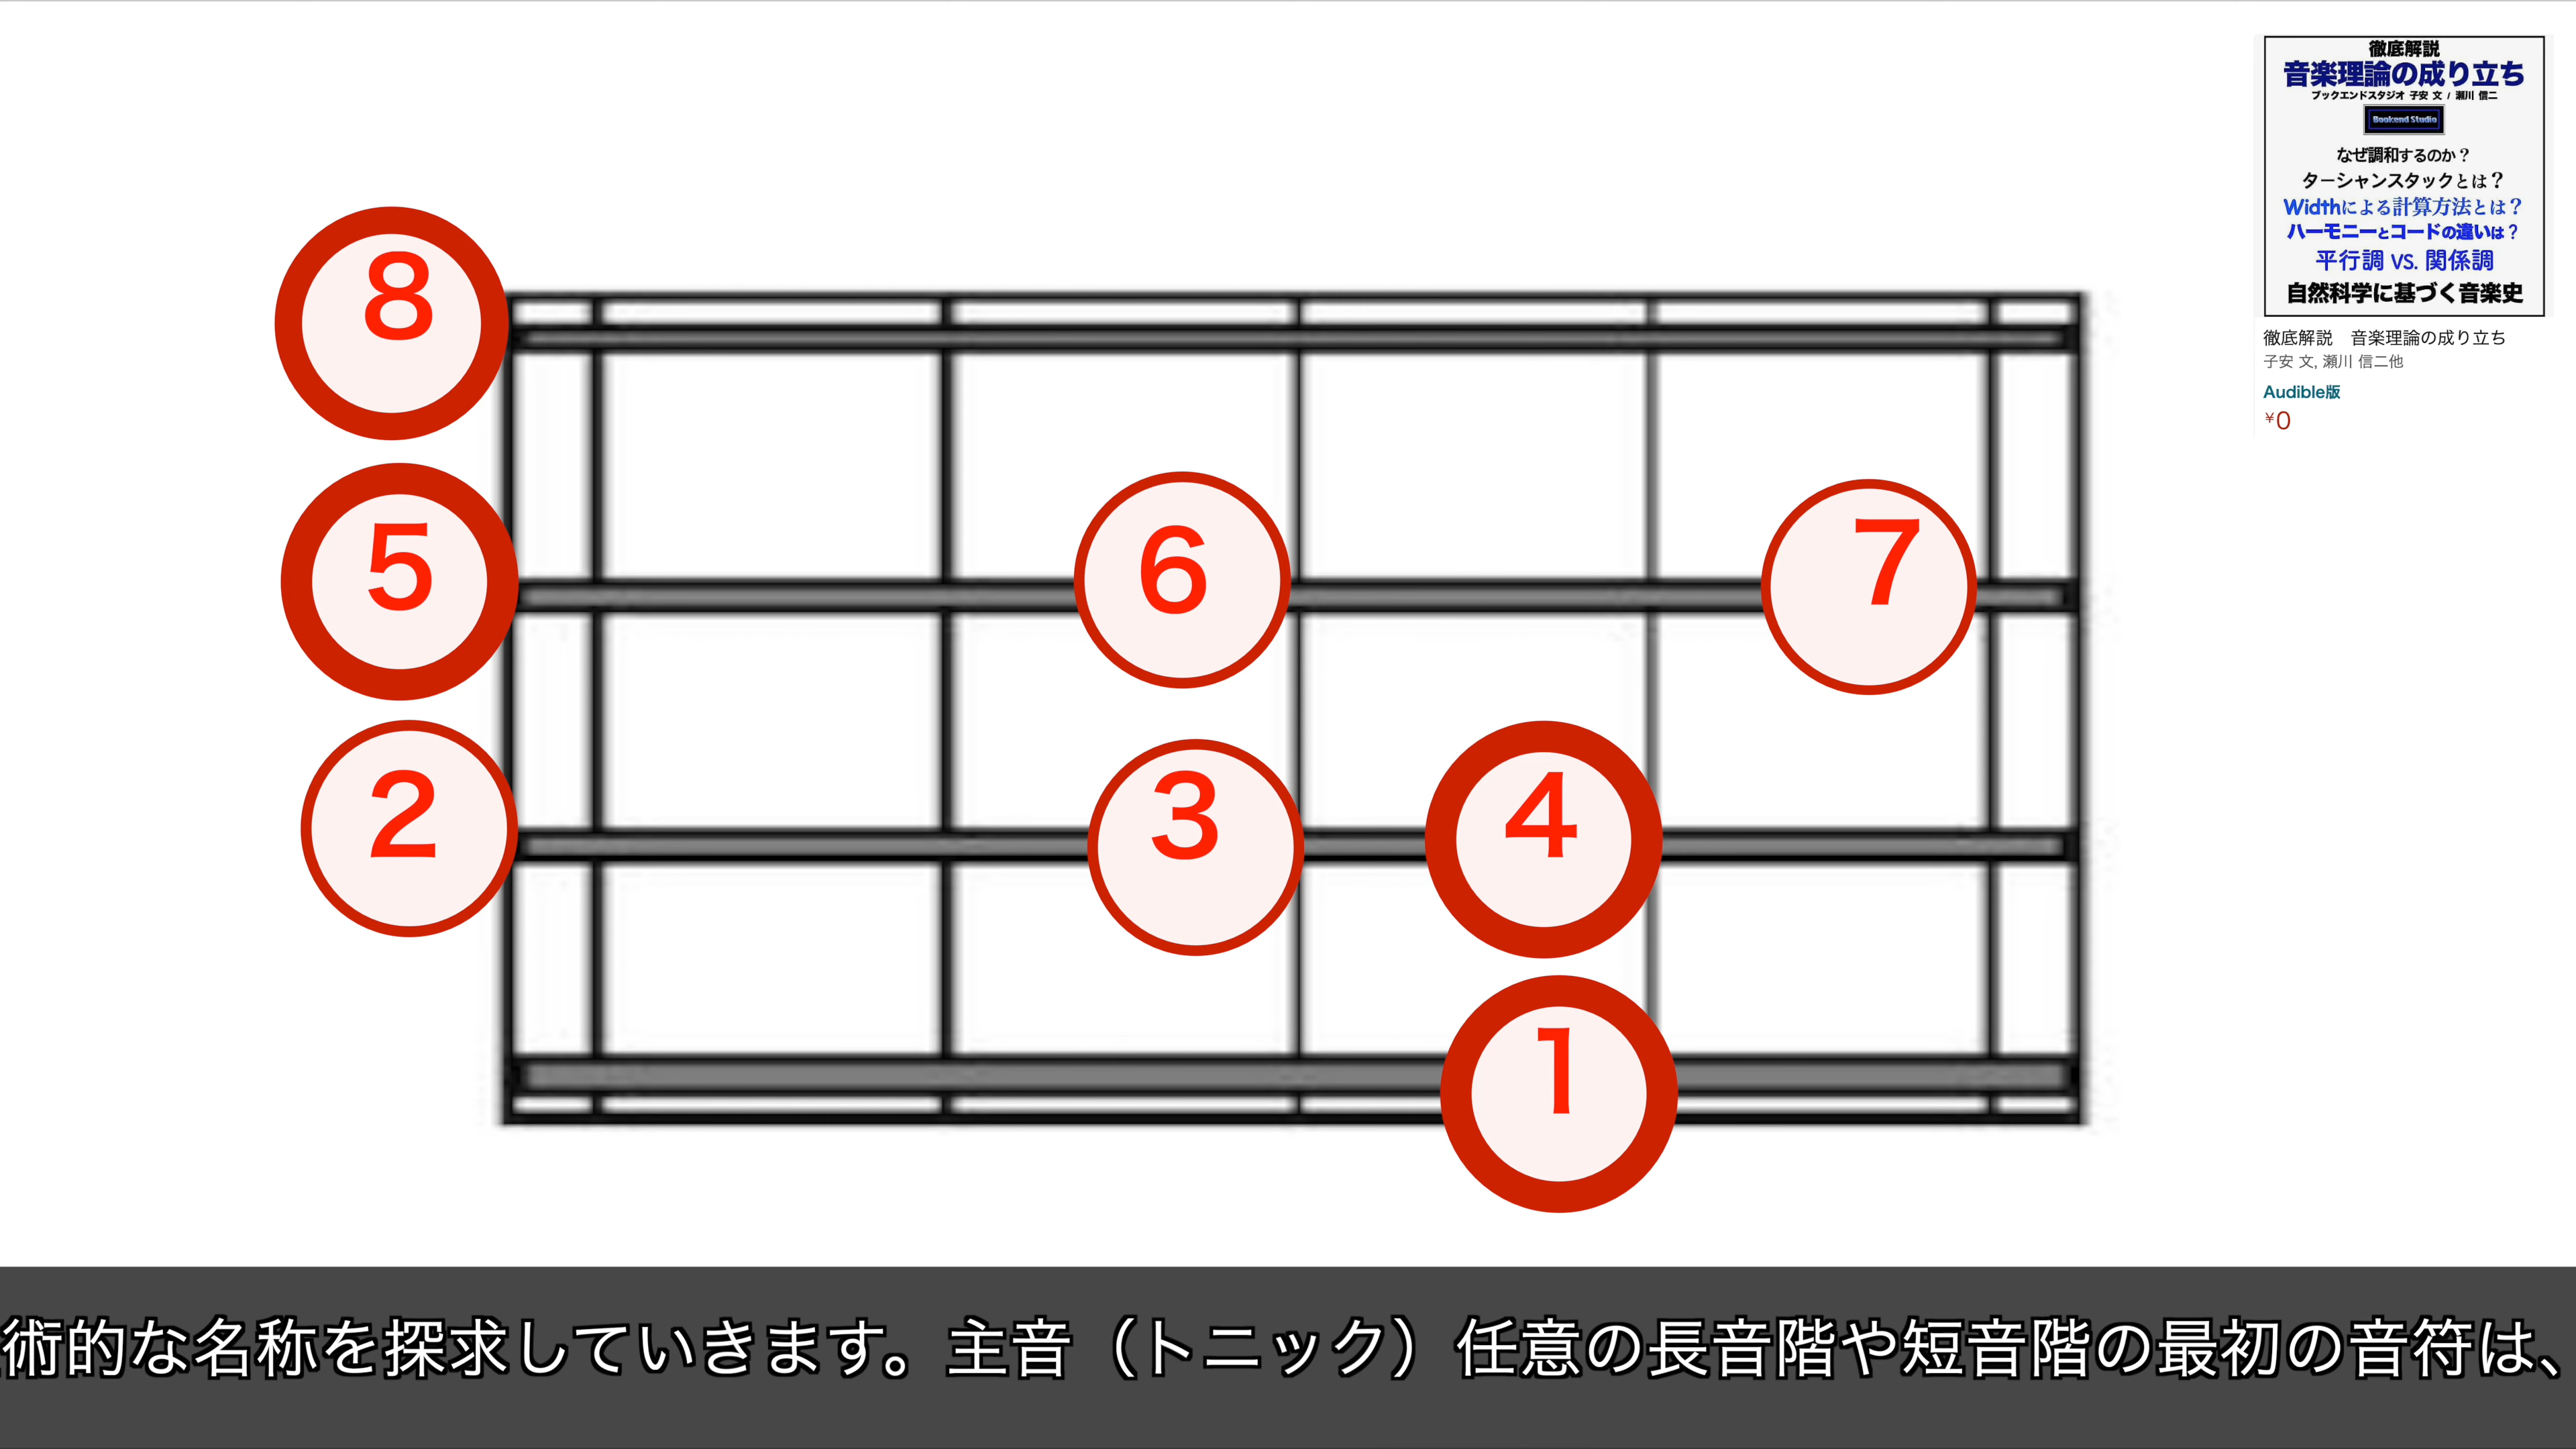 徹底解説
音楽理論の成り立ち
ブックエンドスタジオ 子安 文 / 瀬川 信二
Bookend Studio
なぜ調和するのか？
ターシャンスタックとは？
Widthによる計算方法とは？
ハーモニーとコードの違いは？
平行調 vs. 関係調
自然科学に基づく音楽史
徹底解説　音楽理論の成り立ち
子安 文, 瀬川 信二他
Audible版
¥0
8
5
6
7
2
3
4
1
術的な名称を探求していきます。主音（トニック）任意の長音階や短音階の最初の音符は、